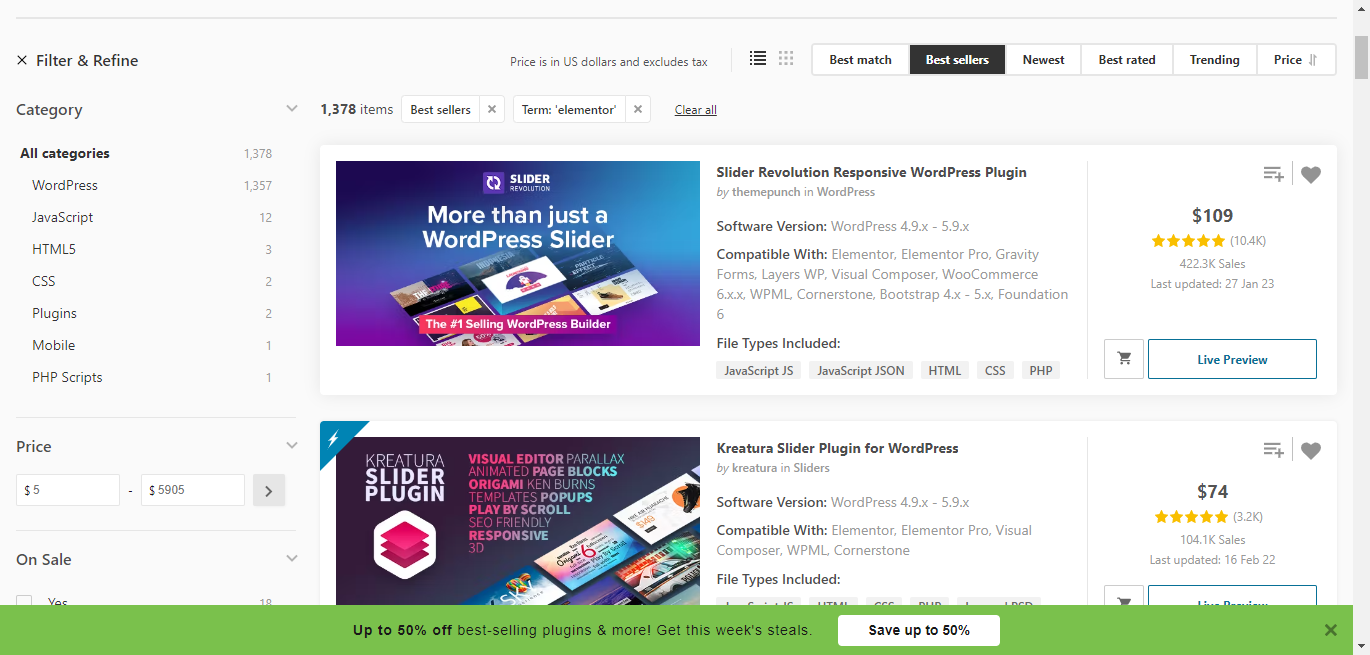 Filter & Refine
Price is in US dollars and excludes tax
Best match
Best sellers
Newest
Best rated
Trending
Price
Category
1,378 items
Best sellers
Term: 'elementor'
Clear all
All categories 1,378
WordPress 1,357
JavaScript 12
HTML5 3
CSS 2
Plugins 2
Mobile 1
PHP Scripts 1
Price
$ 5 - $ 5905
On Sale
Yes 18
SLIDER
REVOLUTION
More than just a
WordPress Slider
The #1 Selling WordPress Builder
Slider Revolution Responsive WordPress Plugin
by themepunch in WordPress
Software Version: WordPress 4.9.x - 5.9.x
Compatible With: Elementor, Elementor Pro, Gravity
Forms, Layers WP, Visual Composer, WooCommerce
6.x.x, WPML, Cornerstone, Bootstrap 4.x - 5.x, Foundation
6
File Types Included:
JavaScript JS JavaScript JSON HTML CSS PHP
$109
(10.4K)
422.3K Sales
Last updated: 27 Jan 23
Live Preview
KREATURA
SLIDER
PLUGIN
VISUAL EDITOR PARALLAX
ANIMATED PAGE BLOCKS
ORIGAMI KEN BURNS
TEMPLATES POPUPS
PLAY BY SCROLL
SEO FRIENDLY
RESPONSIVE
3D
Kreatura Slider Plugin for WordPress
by kreatura in Sliders
Software Version: WordPress 4.9.x - 5.9.x
Compatible With: Elementor, Elementor Pro, Visual
Composer, WPML, Cornerstone
File Types Included:
JavaScript JS HTML CSS PHP Layered PSD
$74
(3.2K)
104.1K Sales
Last updated: 16 Feb 22
Live Preview
Up to 50% off best-selling plugins & more! Get this week's steals.
Save up to 50%